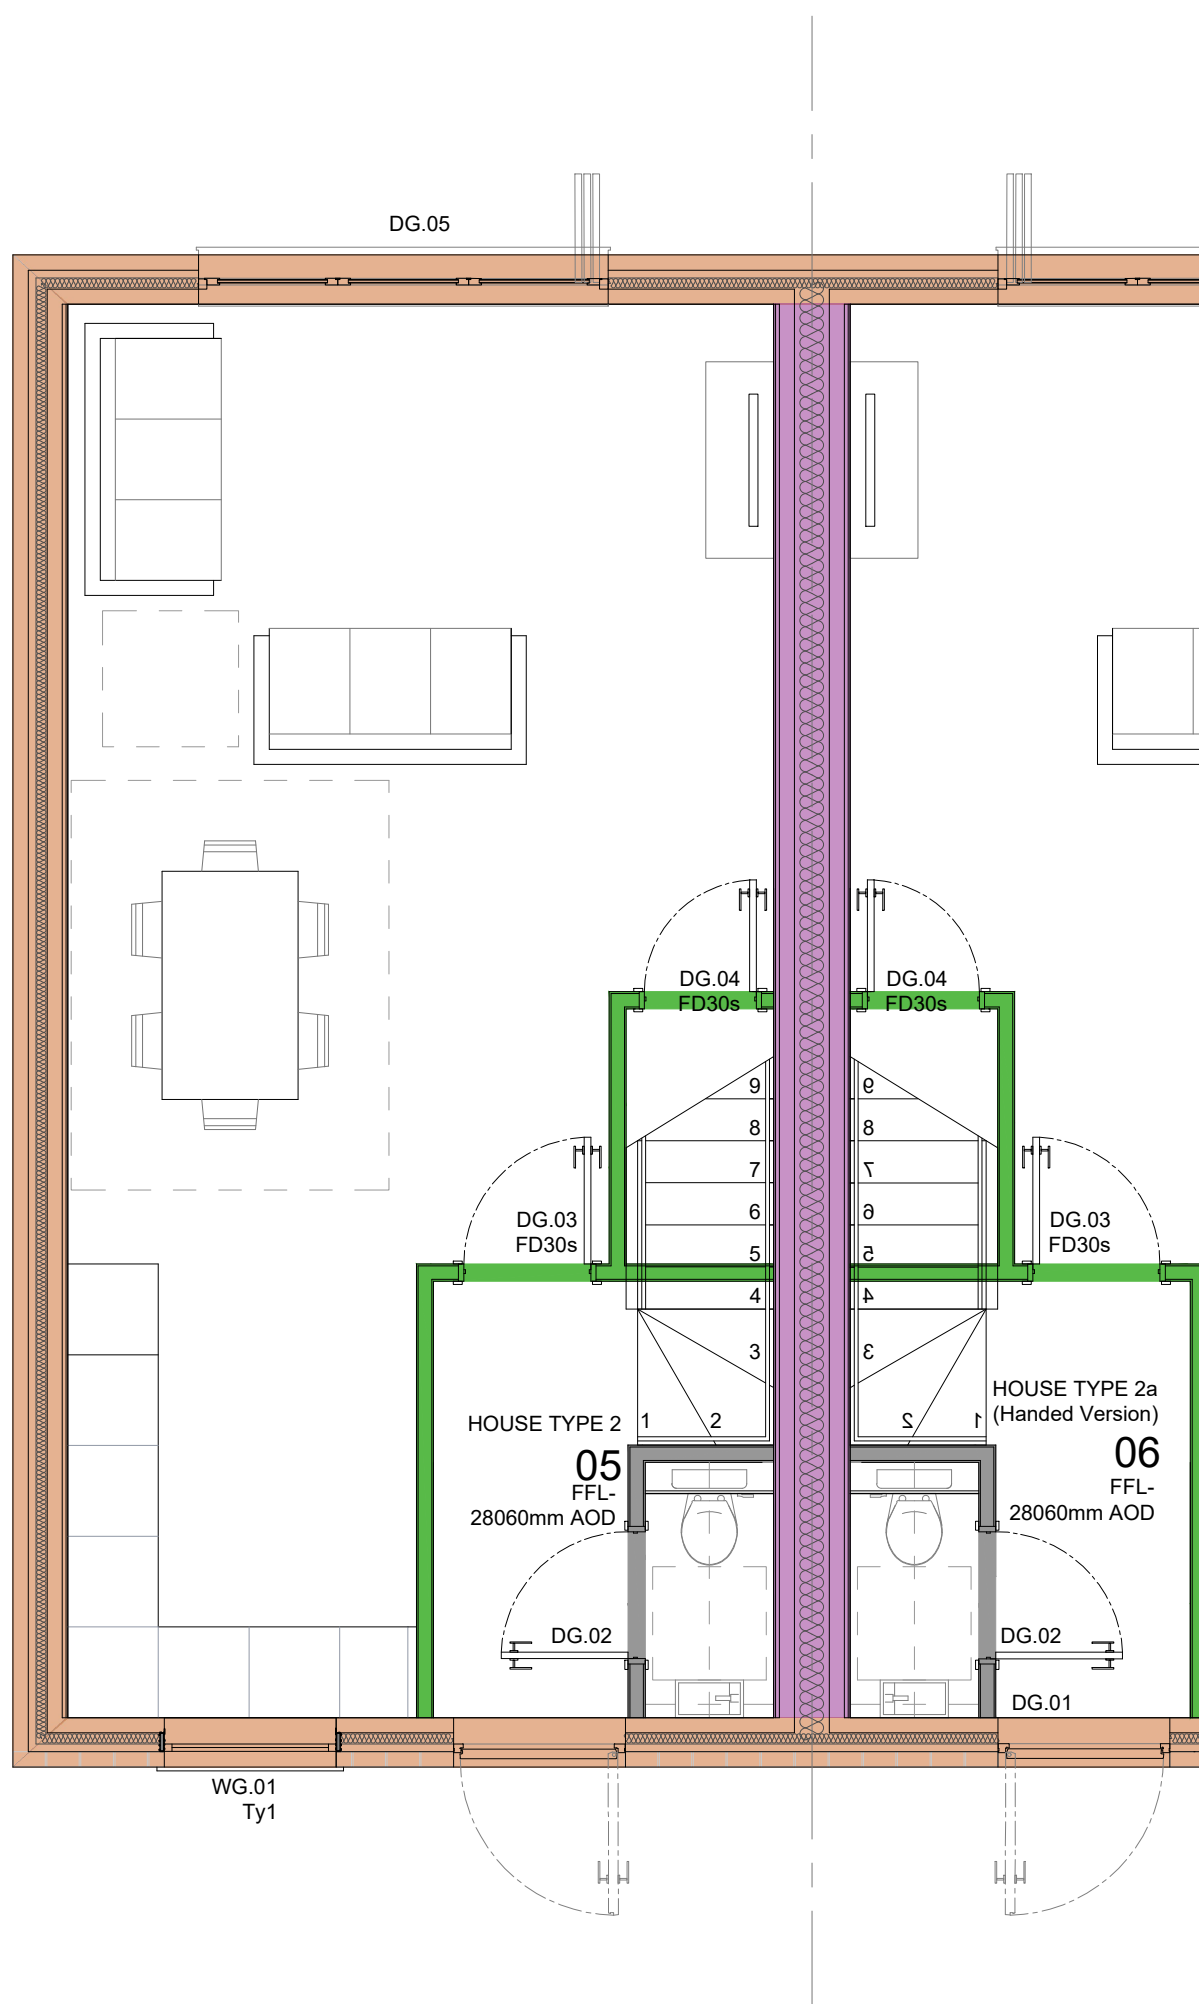 DG.05
DG.04
FD30s
DG.04
FD30s
9
8
7
6
5
4
3
2
1
9
8
7
6
5
4
3
2
1
DG.03
FD30s
DG.03
FD30s
HOUSE TYPE 2
05
FFL-
28060mm AOD
HOUSE TYPE 2a
(Handed Version)
06
FFL-
28060mm AOD
DG.02
DG.02
DG.01
WG.01
Ty1